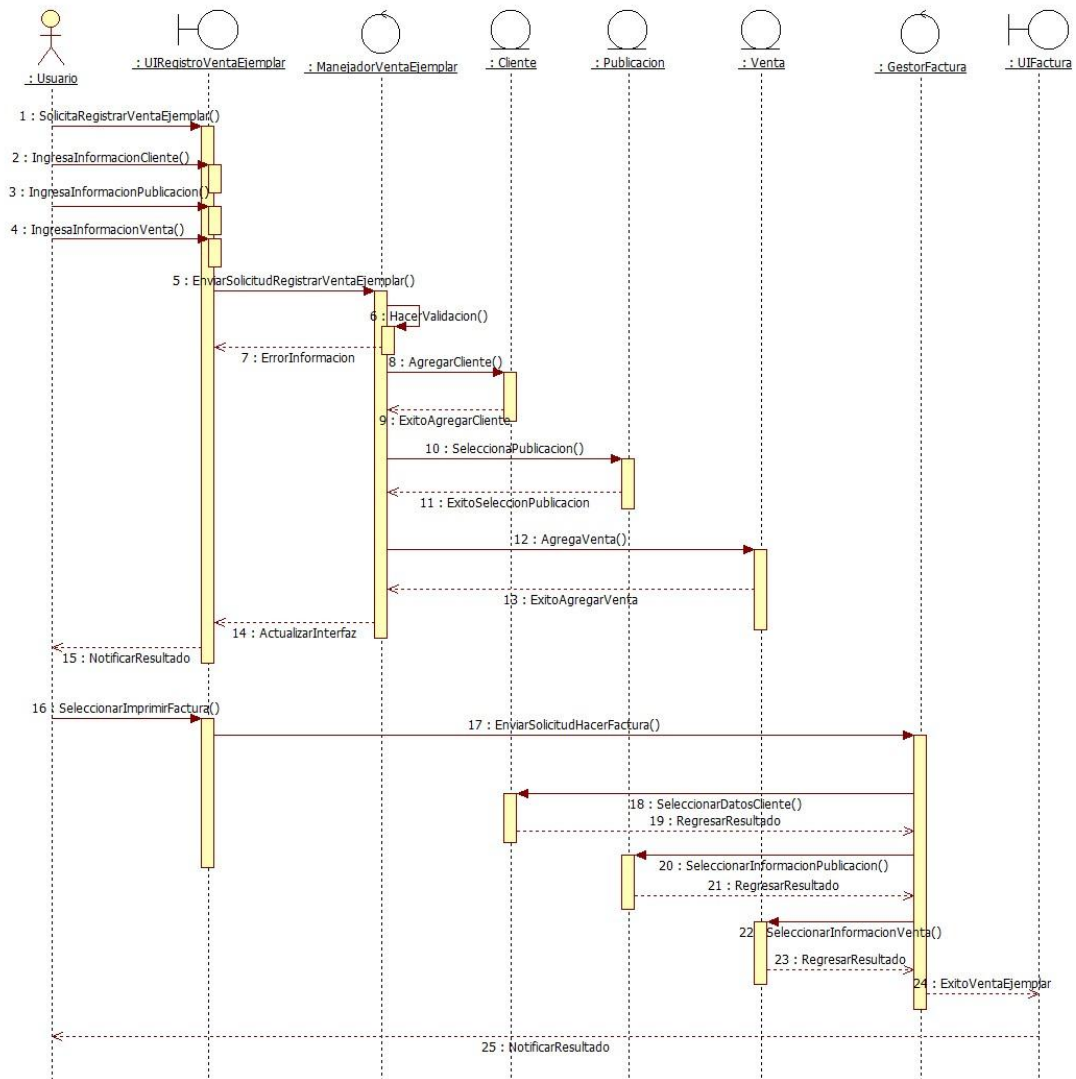 : Usuario
: UIRegistroVentaEjemplar
: ManejadorVentaEjemplar
: Cliente
: Publicacion
: Venta
: GestorFactura
: UIFactura
1 : SolicitaRegistrarVentaEjemplar()
2 : IngresaInformacionCliente()
3 : IngresaInformacionPublicacion()
4 : IngresaInformacionVenta()
5 : EnviarSolicitudRegistrarVentaEjemplar()
6 : HacerValidacion()
7 : ErrorInformacion
8 : AgregarCliente()
9 : ExitoAgregarCliente
10 : SeleccionaPublicacion()
11 : ExitoSeleccionPublicacion
12 : AgregaVenta()
13 : ExitoAgregarVenta
14 : ActualizarInterfaz
15 : NotificarResultado
16 : SeleccionarImprimirFactura()
17 : EnviarSolicitudHacerFactura()
18 : SeleccionarDatosCliente()
19 : RegresarResultado
20 : SeleccionarInformacionPublicacion()
21 : RegresarResultado
22 : SeleccionarInformacionVenta()
23 : RegresarResultado
24 : ExitoVentaEjemplar
25 : NotificarResultado